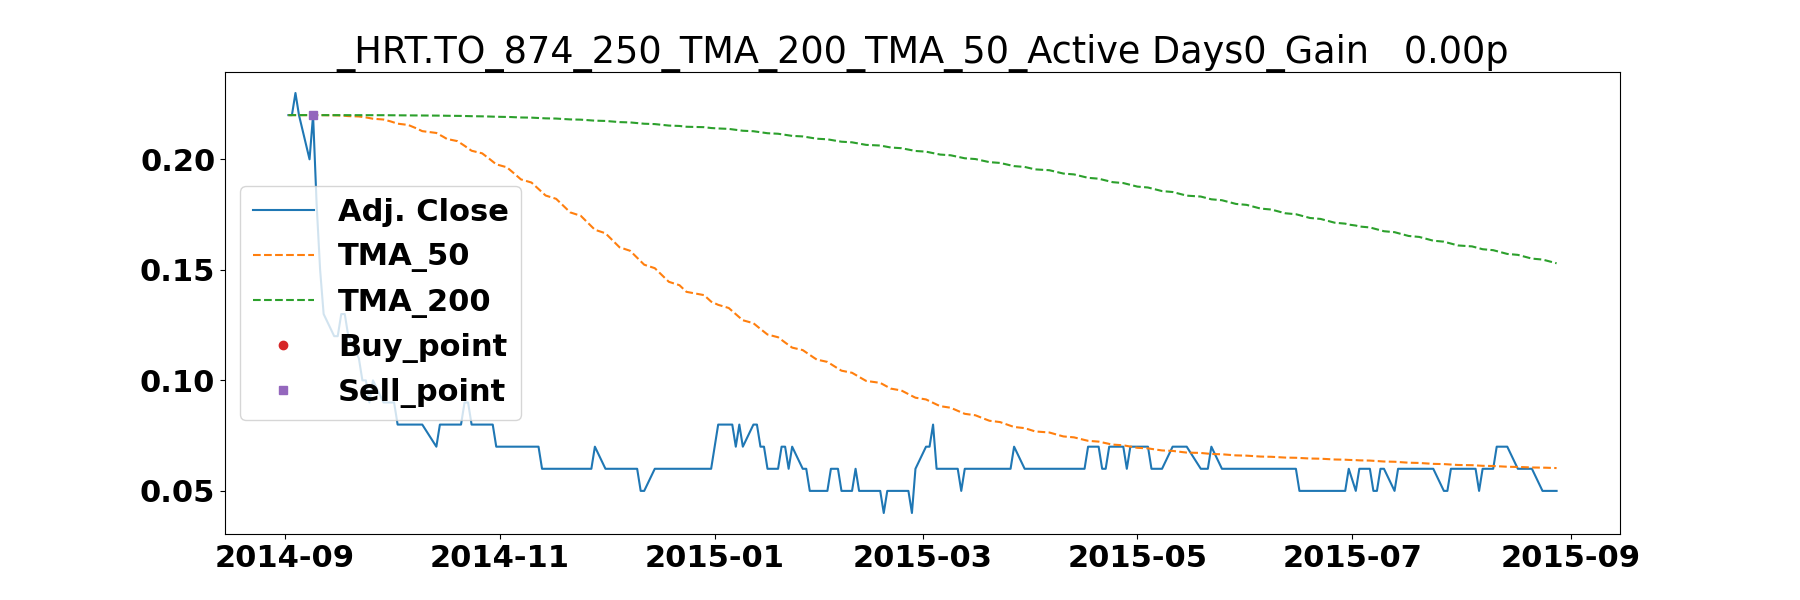 _HRT.TO_874_250_TMA_200_TMA_50_Active Days0_Gain   0.00p
0.20
0.15
0.10
0.05
Adj. Close
TMA_50
TMA_200
Buy_point
Sell_point
2014-09 2014-11 2015-01 2015-03 2015-05 2015-07 2015-09